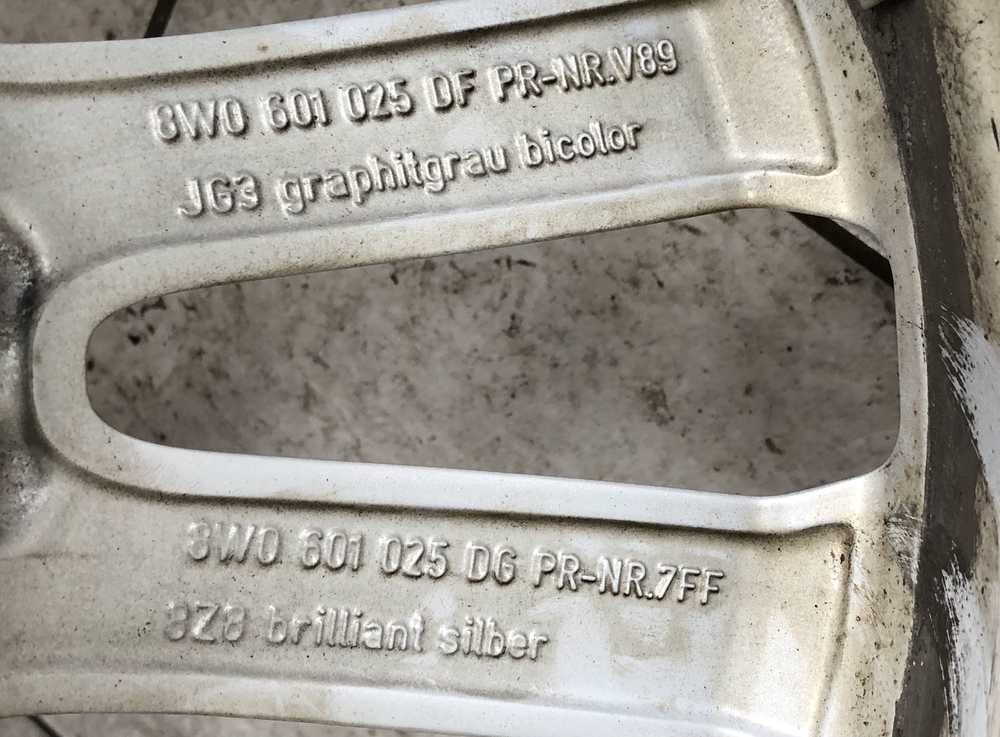 8W0 601 025 DF PR-NR.V89
JG3 graphitgrau bicolor
8W0 601 025 DG PR-NR.7FF
8Z8 brilliant silber